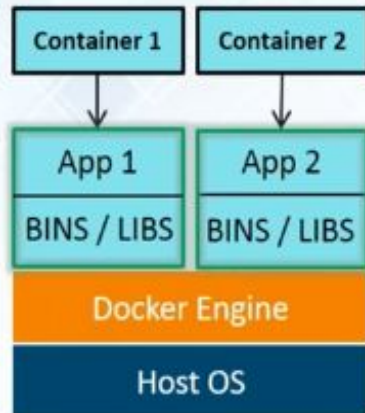 Container 1
Container 2
App 1
App 2
BINS / LIBS
BINS / LIBS
Docker Engine
Host OS